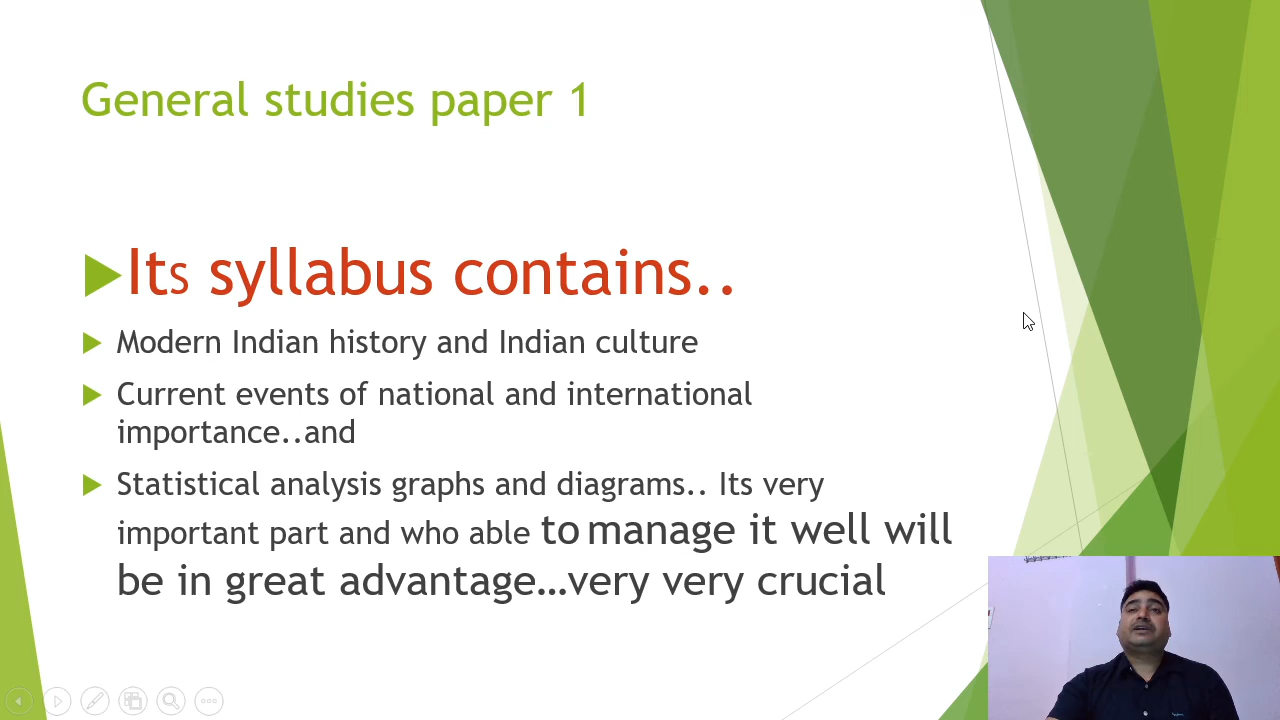 General studies paper 1
Its syllabus contains..
Modern Indian history and Indian culture
Current events of national and international
importance..and
Statistical analysis graphs and diagrams.. Its very
important part and who able to manage it well will
be in great advantage…very very crucial